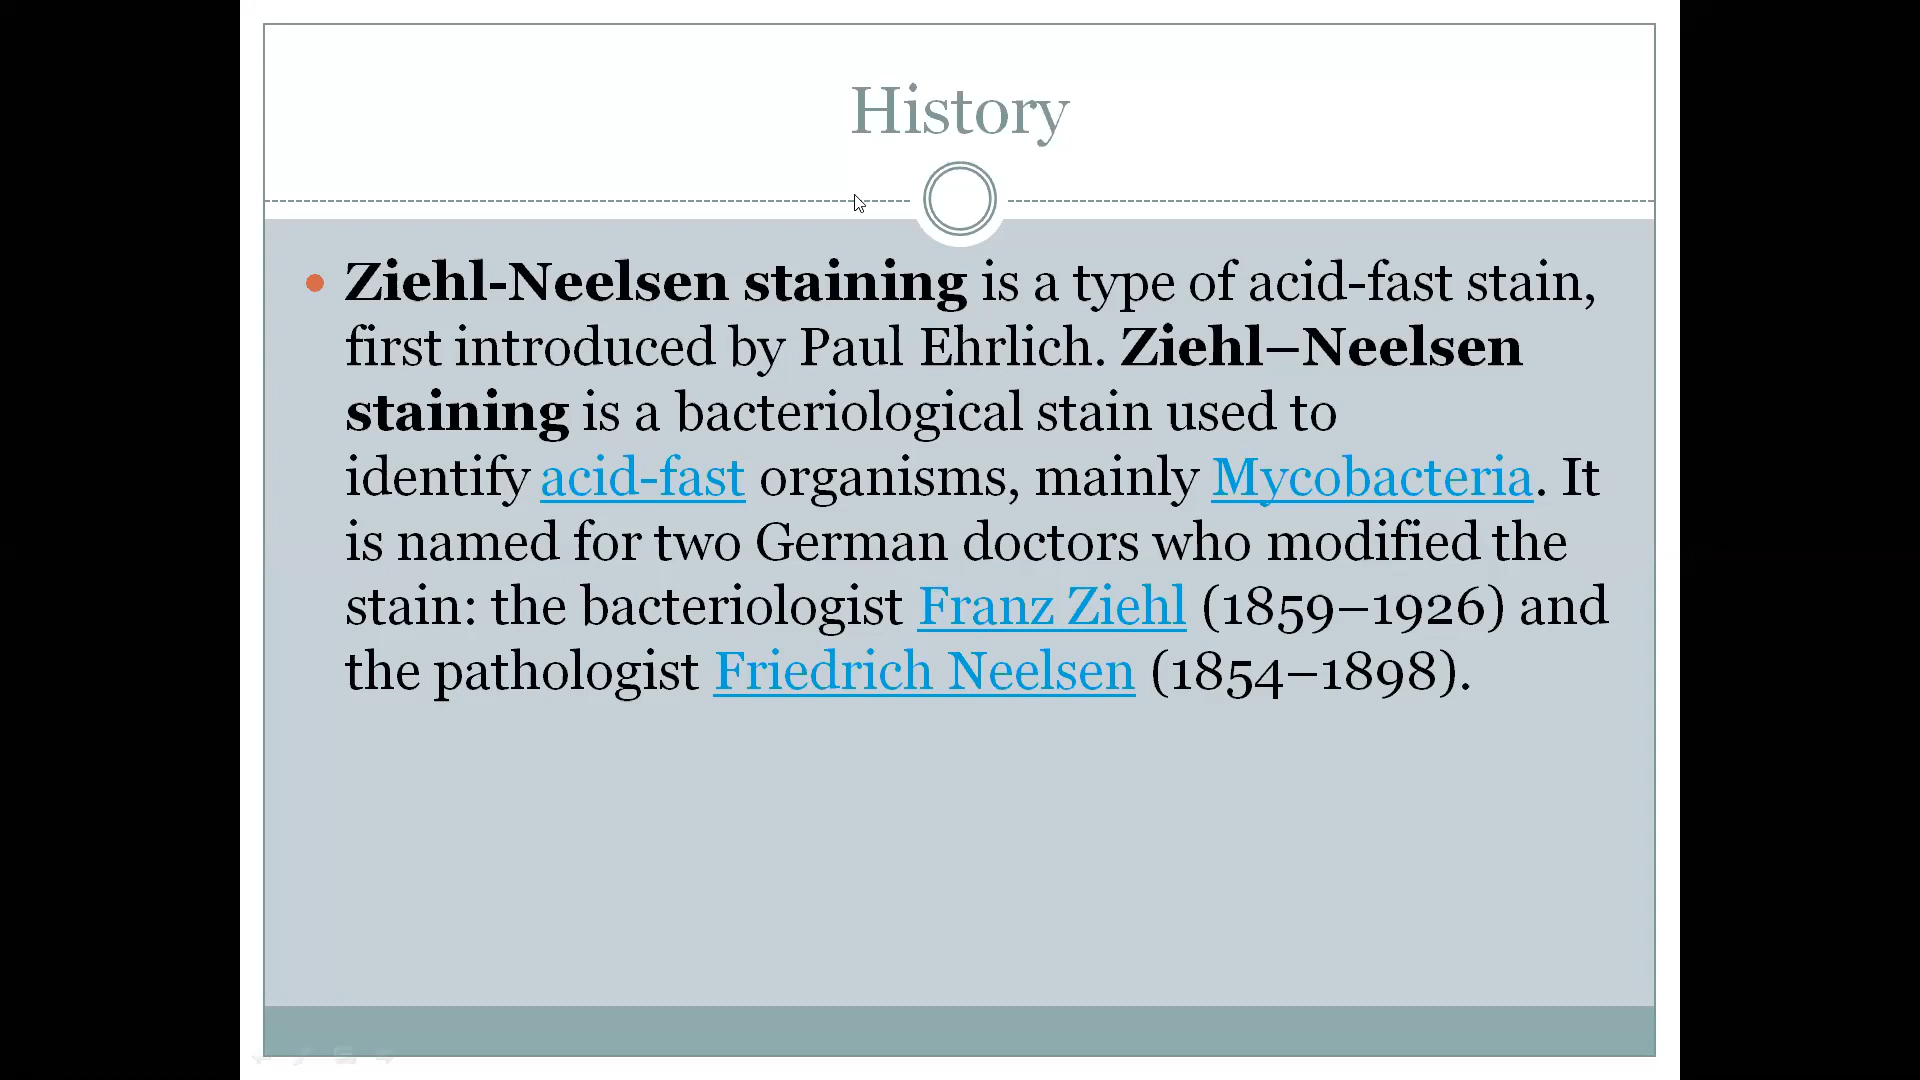 History
Ziehl-Neelsen staining is a type of acid-fast stain,
first introduced by Paul Ehrlich. Ziehl–Neelsen
staining is a bacteriological stain used to
identify acid-fast organisms, mainly Mycobacteria. It
is named for two German doctors who modified the
stain: the bacteriologist Franz Ziehl (1859–1926) and
the pathologist Friedrich Neelsen (1854–1898).